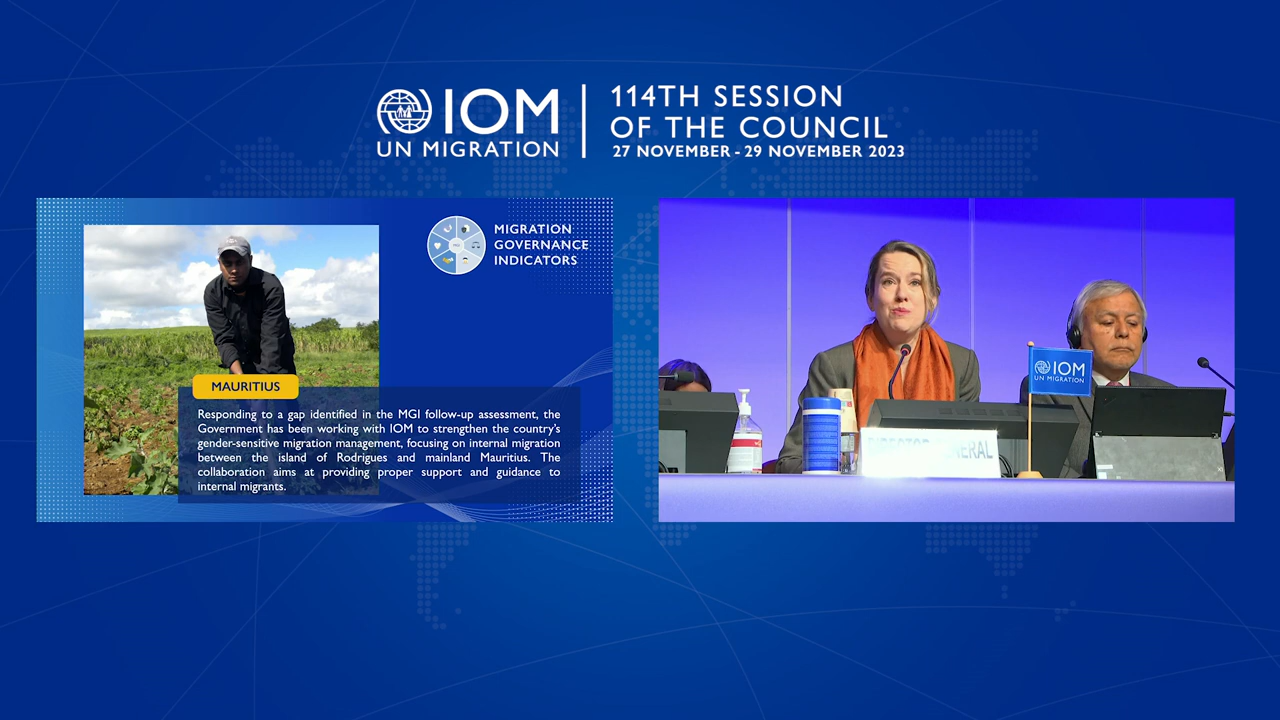 IOM
UN MIGRATION
114TH SESSION
OF THE COUNCIL
27 NOVEMBER - 29 NOVEMBER 2023
MIGRATION
GOVERNANCE
INDICATORS
MAURITIUS
Responding to a gap identified in the MGI follow-up assessment, the
Government has been working with IOM to strengthen the country's
gender-sensitive migration management, focusing on internal migration
between the island of Rodrigues and mainland Mauritius. The
collaboration aims at providing proper support and guidance to
internal migrants.
IOM
UN MIGRATION
DIRECTOR GENERAL